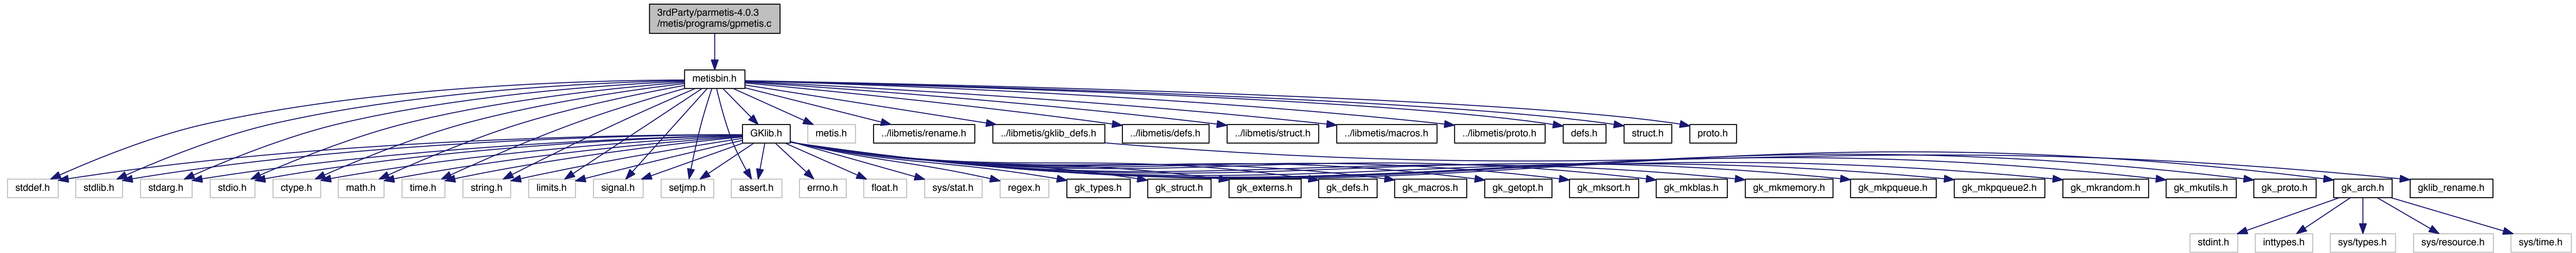 3rdParty/parmetis-4.0.3
/metis/programs/gpmetis.c
metisbin.h
GKlib.h
metis.h
../libmetis/rename.h
../libmetis/gklib_defs.h
../libmetis/defs.h
../libmetis/struct.h
../libmetis/macros.h
../libmetis/proto.h
defs.h
struct.h
proto.h
stddef.h
stdlib.h
stdarg.h
stdio.h
ctype.h
math.h
time.h
string.h
limits.h
signal.h
setjmp.h
assert.h
errno.h
float.h
sys/stat.h
regex.h
gk_types.h
gk_struct.h
gk_externs.h
gk_defs.h
gk_macros.h
gk_getopt.h
gk_mksort.h
gk_mkblas.h
gk_mkmemory.h
gk_mkpqueue.h
gk_mkpqueue2.h
gk_mkrandom.h
gk_mkutils.h
gk_proto.h
gk_arch.h
gklib_rename.h
stdint.h
inttypes.h
sys/types.h
sys/resource.h
sys/time.h